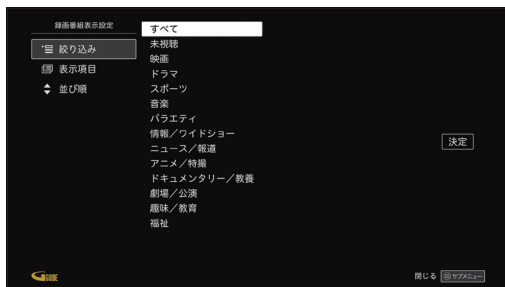 録画番組表示設定
絞り込み
表示項目
並び順
すべて
未視聴
映画
ドラマ
スポーツ
音楽
バラエティ
情報／ワイドショー
ニュース／報道
アニメ／特撮
ドキュメンタリー／教養
劇場／公演
趣味／教育
福祉
決定
GGUIDE
閉じる サブメニュー